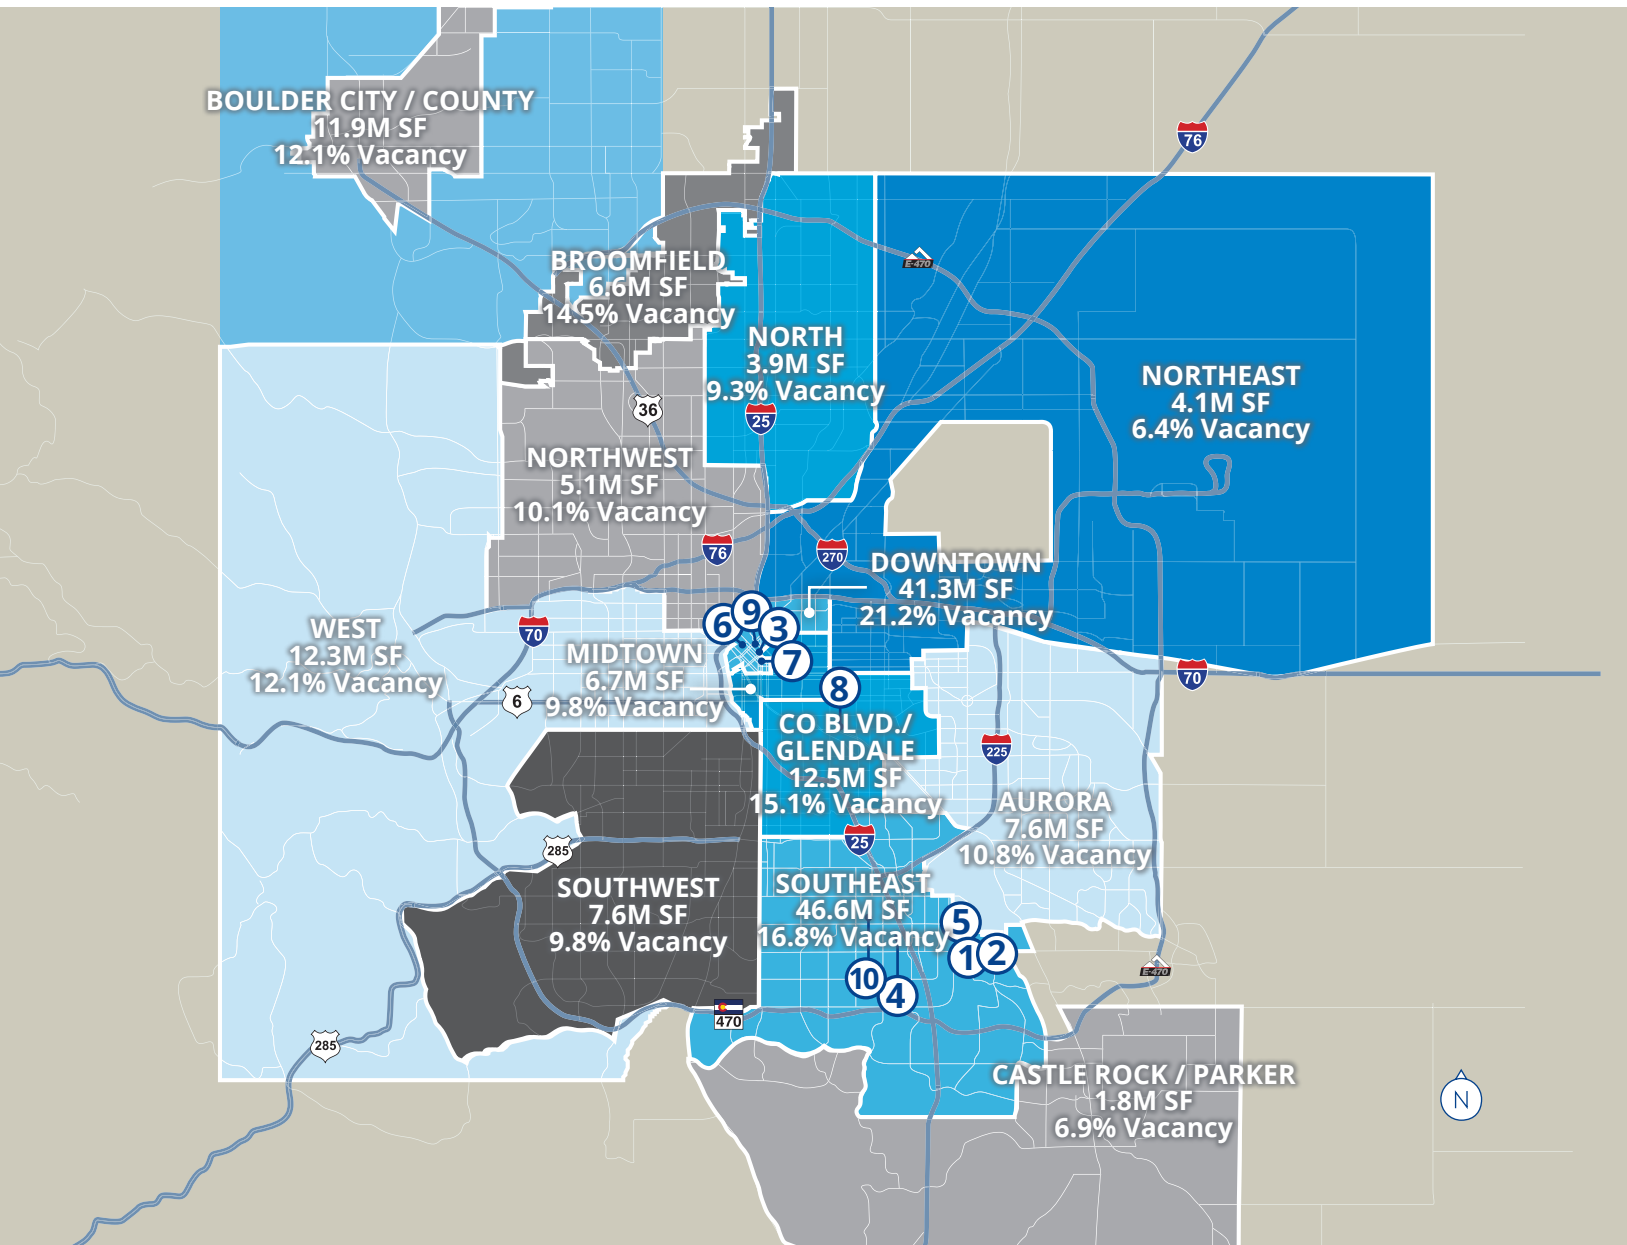 BOULDER CITY / COUNTY
11.9M SF
12.1% Vacancy
76
BROOMFIELD
6.6M SF
14.5% Vacancy
E-470
NORTH
3.9M SF
9.3% Vacancy
25
36
NORTHEAST
4.1M SF
6.4% Vacancy
NORTHWEST
5.1M SF
10.1% Vacancy
76
270
DOWNTOWN
41.3M SF
21.2% Vacancy
WEST
12.3M SF
12.1% Vacancy
70
6
9
3
7
8
MIDTOWN
6.7M SF
9.8% Vacancy
6
70
CO BLVD./
GLENDALE
12.5M SF
15.1% Vacancy
225
25
AURORA
7.6M SF
10.8% Vacancy
285
SOUTHWEST
7.6M SF
9.8% Vacancy
SOUTHEAST
46.6M SF
16.8% Vacancy
5
1
2
10
4
E-470
470
285
CASTLE ROCK / PARKER
1.8M SF
6.9% Vacancy
N